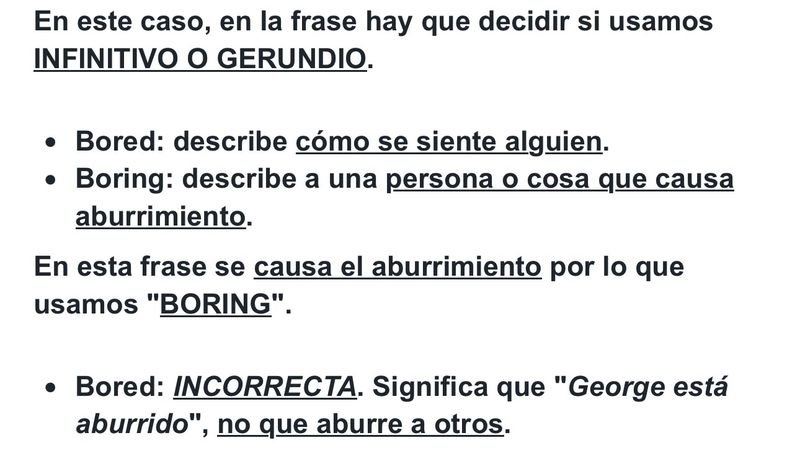 En este caso, en la frase hay que decidir si usamos
INFINITIVO O GERUNDIO.
• Bored: describe cómo se siente alguien.
• Boring: describe a una persona o cosa que causa
aburrimiento.
En esta frase se causa el aburrimiento por lo que
usamos "BORING".
• Bored: INCORRECTA. Significa que "George está
aburrido", no que aburre a otros.